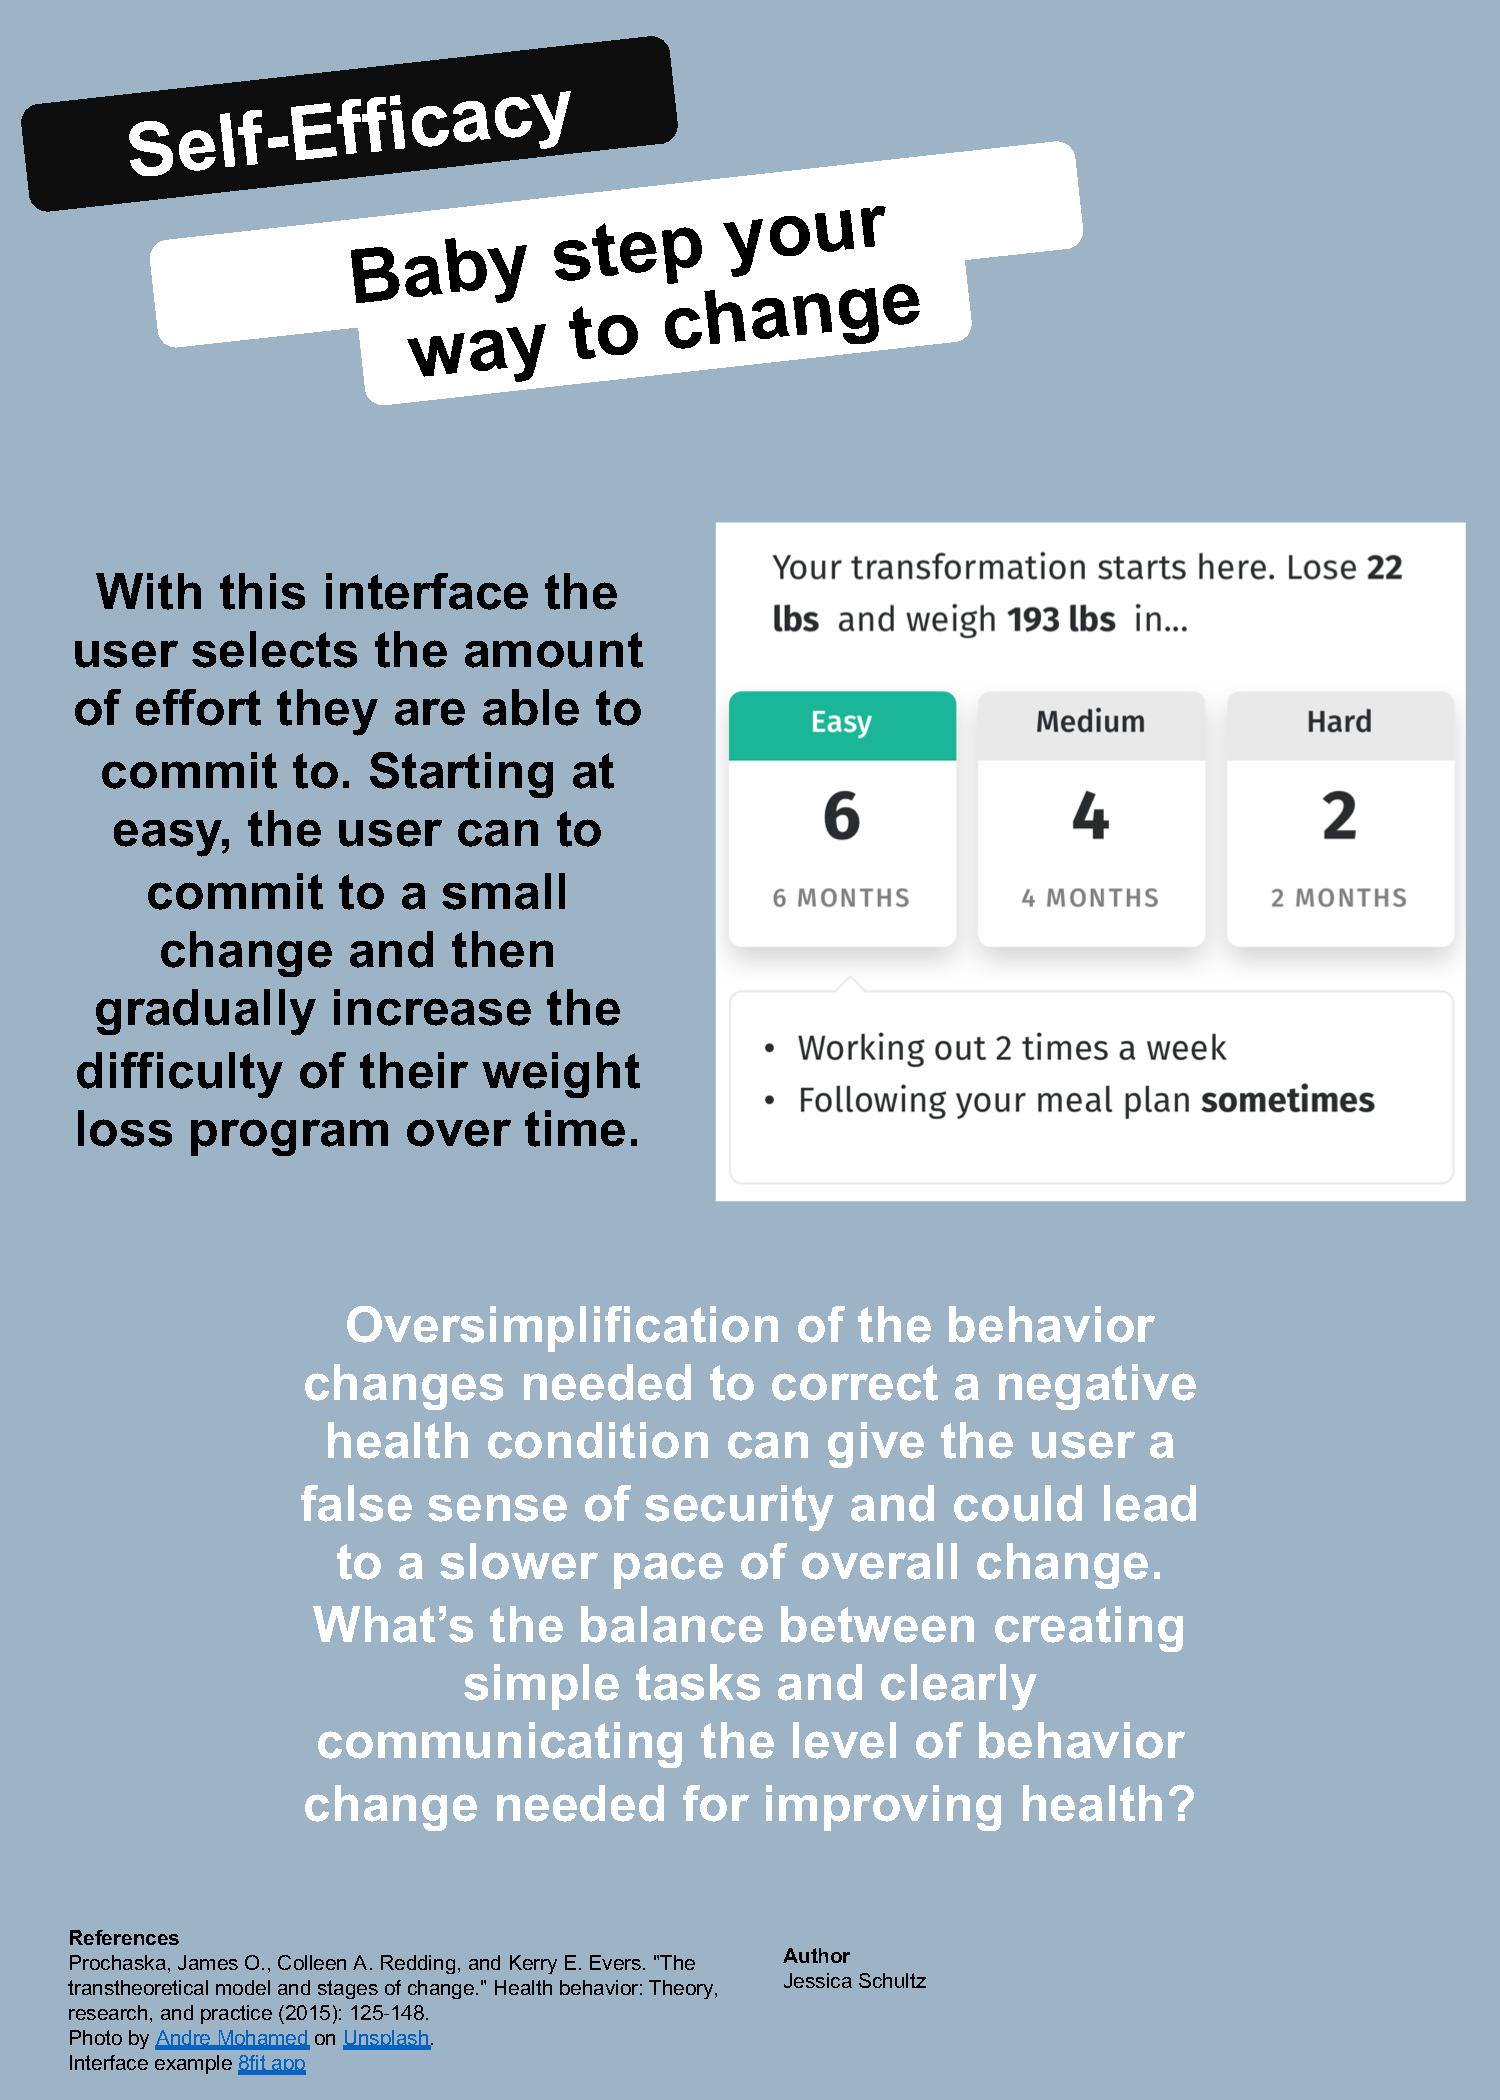 Self-Efficacy
Baby step your
way to change
With this interface the
user selects the amount
of effort they are able to
commit to. Starting at
easy, the user can to
commit to a small
change and then
gradually increase the
difficulty of their weight
loss program over time.
Your transformation starts here. Lose 22
lbs and weigh 193 lbs in...
Easy
6
6 MONTHS
Medium
4
4 MONTHS
Hard
2
2 MONTHS
• Working out 2 times a week
• Following your meal plan sometimes
Oversimplification of the behavior
changes needed to correct a negative
health condition can give the user a
false sense of security and could lead
to a slower pace of overall change.
What’s the balance between creating
simple tasks and clearly
communicating the level of behavior
change needed for improving health?
References
Prochaska, James O., Colleen A. Redding, and Kerry E. Evers. "The
transtheoretical model and stages of change." Health behavior: Theory,
research, and practice (2015): 125-148.
Photo by Andre Mohamed on Unsplash.
Interface example 8fit app
Author
Jessica Schultz